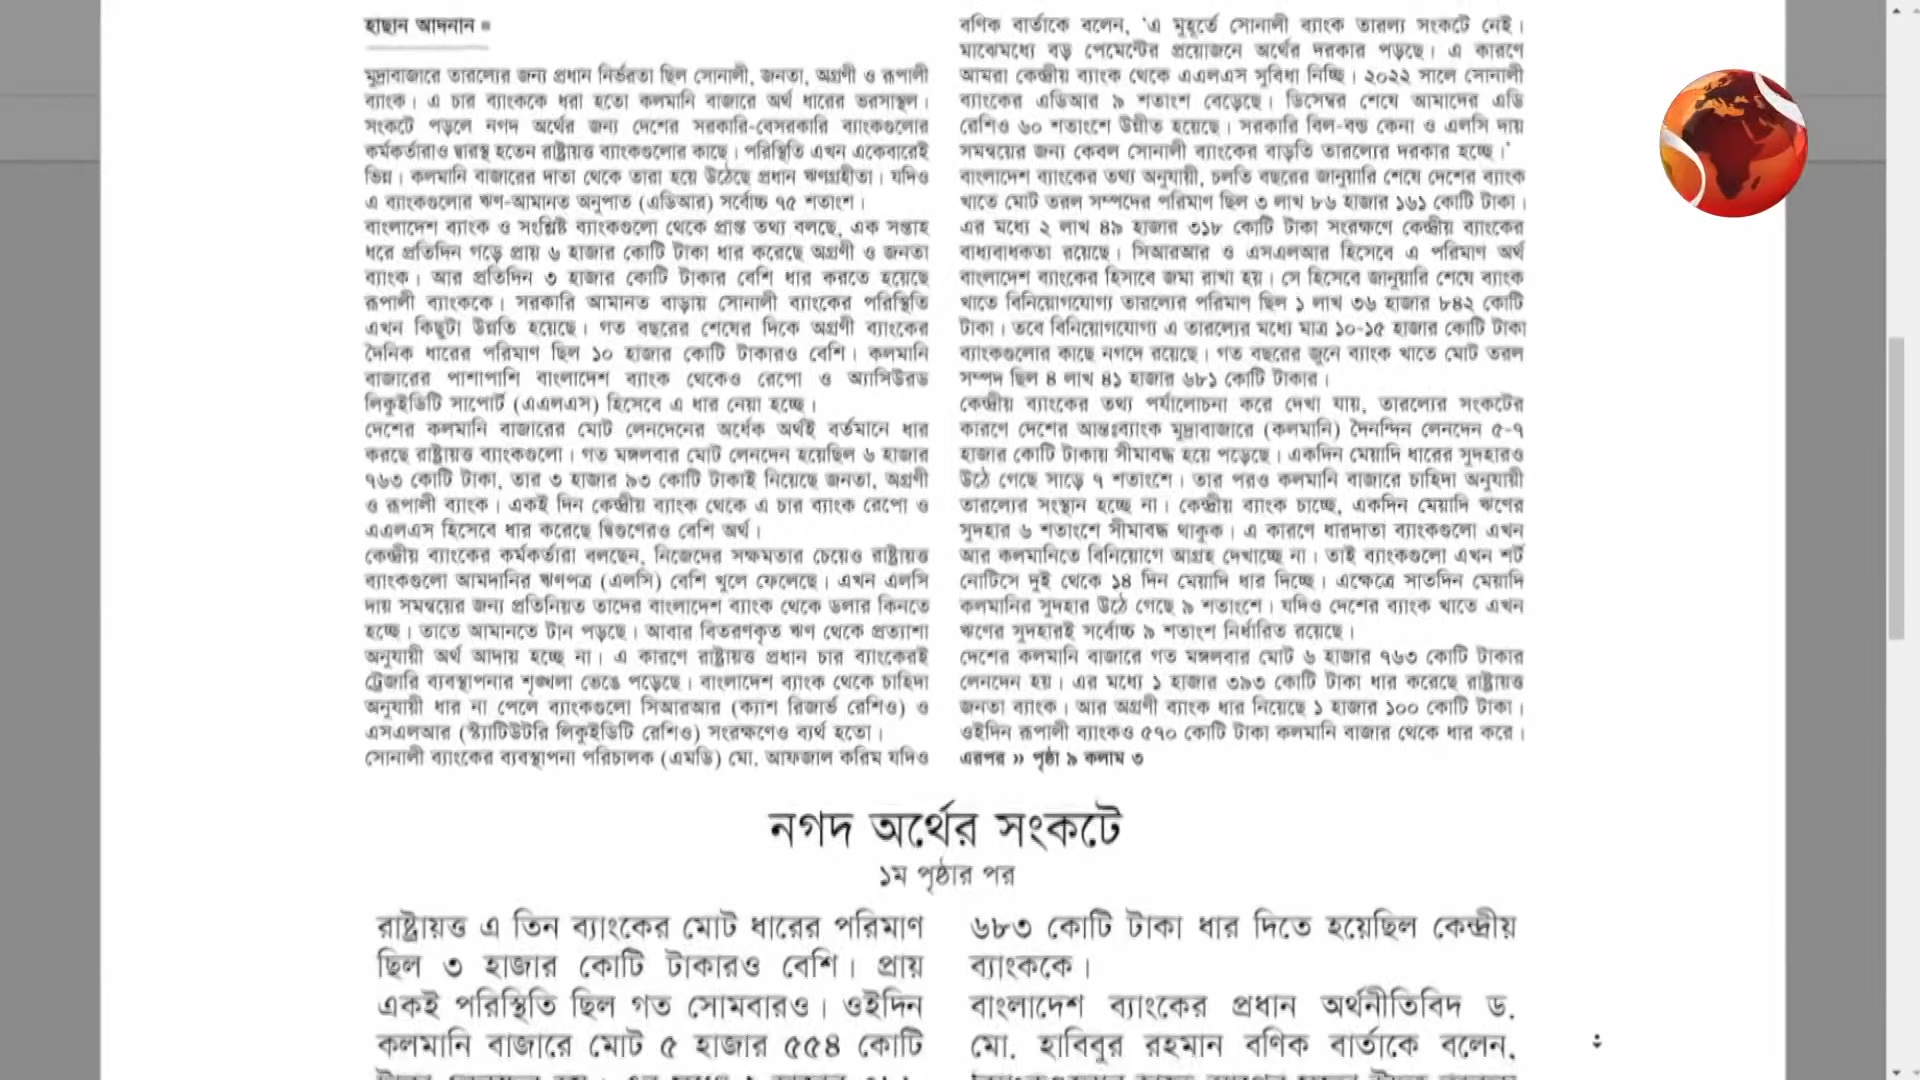 হাছান আদনান
মুদ্রাবাজারে তারল্যের জন্য প্রধান নির্ভরতা ছিল সোনালী, জনতা, অগ্রণী ও রূপালী
ব্যাংক। এ চার ব্যাংককে ধরা হতো কলমানি বাজারে অর্থ ধারের ভরসাস্থল।
সংকটে পড়লে নগদ অর্থের জন্য দেশের সরকারি-বেসরকারি ব্যাংকগুলোর
কর্মকর্তারাও দ্বারস্থ হতেন রাষ্ট্রায়ত্ত ব্যাংকগুলোর কাছে। পরিস্থিতি এখন একেবারেই
ভিন্ন। কলমানি বাজারের দাতা থেকে তারা হয়ে উঠেছে প্রধান ঋণগ্রহীতা। যদিও
এ ব্যাংকগুলোর ঋণ-আমানত অনুপাত (এডিআর) সর্বোচ্চ ৭৫ শতাংশ।
বাংলাদেশ ব্যাংক ও সংশ্লিষ্ট ব্যাংকগুলো থেকে প্রাপ্ত তথ্য বলছে, এক সপ্তাহ
ধরে প্রতিদিন গড়ে প্রায় ৬ হাজার কোটি টাকা ধার করেছে অগ্রণী ও জনতা
ব্যাংক। আর প্রতিদিন ৩ হাজার কোটি টাকার বেশি ধার করতে হয়েছে
রূপালী ব্যাংককে। সরকারি আমানত বাড়ায় সোনালী ব্যাংকের পরিস্থিতি
এখন কিছুটা উন্নতি হয়েছে। গত বছরের শেষের দিকে অগ্রণী ব্যাংকের
দৈনিক ধারের পরিমাণ ছিল ১০ হাজার কোটি টাকারও বেশি। কলমানি
বাজারের পাশাপাশি বাংলাদেশ ব্যাংক থেকেও রেপো ও অ্যাসিউরড
লিকুইডিটি সাপোর্ট (এএলএস) হিসেবে এ ধার নেয়া হচ্ছে।
দেশের কলমানি বাজারের মোট লেনদেনের অর্ধেক অর্থই বর্তমানে ধার
করছে রাষ্ট্রায়ত্ত ব্যাংকগুলো। গত মঙ্গলবার মোট লেনদেন হয়েছিল ৬ হাজার
৭৬৩ কোটি টাকা, তার ৩ হাজার ৯৩ কোটি টাকাই নিয়েছে জনতা, অগ্রণী
ও রূপালী ব্যাংক। একই দিন কেন্দ্রীয় ব্যাংক থেকে এ চার ব্যাংক রেপো ও
এএলএস হিসেবে ধার করেছে দ্বিগুণেরও বেশি অর্থ।
কেন্দ্রীয় ব্যাংকের কর্মকর্তারা বলছেন, নিজেদের সক্ষমতার চেয়েও রাষ্ট্রায়ত্ত
ব্যাংকগুলো আমদানির ঋণপত্র (এলসি) বেশি খুলে ফেলেছে। এখন এলসি
দায় সমন্বয়ের জন্য প্রতিনিয়ত তাদের বাংলাদেশ ব্যাংক থেকে ডলার কিনতে
হচ্ছে। তাতে আমানতে টান পড়ছে। আবার বিতরণকৃত ঋণ থেকে প্রত্যাশা
অনুযায়ী অর্থ আদায় হচ্ছে না। এ কারণে রাষ্ট্রায়ত্ত প্রধান চার ব্যাংকেরই
ট্রেজারি ব্যবস্থাপনার শৃঙ্খলা ভেঙে পড়েছে। বাংলাদেশ ব্যাংক থেকে চাহিদা
অনুযায়ী ধার না পেলে ব্যাংকগুলো সিআরআর (ক্যাশ রিজার্ভ রেশিও) ও
এসএলআর (স্ট্যাটিউটরি লিকুইডিটি রেশিও) সংরক্ষণেও ব্যর্থ হতো।
সোনালী ব্যাংকের ব্যবস্থাপনা পরিচালক (এমডি) মো. আফজাল করিম যদিও
বণিক বার্তাকে বলেন, 'এ মুহূর্তে সোনালী ব্যাংক তারল্য সংকটে নেই।
মাঝেমধ্যে বড় পেমেন্টের প্রয়োজনে অর্থের দরকার পড়ছে। এ কারণে
আমরা কেন্দ্রীয় ব্যাংক থেকে এএলএস সুবিধা নিচ্ছি। ২০২২ সালে সোনালী
ব্যাংকের এডিআর ৯ শতাংশ বেড়েছে। ডিসেম্বর শেষে আমাদের এডি
রেশিও ৬০ শতাংশে উন্নীত হয়েছে। সরকারি বিল-বন্ড কেনা ও এলসি দায়
সমন্বয়ের জন্য কেবল সোনালী ব্যাংকের বাড়তি তারল্যের দরকার হচ্ছে।'
বাংলাদেশ ব্যাংকের তথ্য অনুযায়ী, চলতি বছরের জানুয়ারি শেষে দেশের ব্যাংক
খাতে মোট তরল সম্পদের পরিমাণ ছিল ৩ লাখ ৮৬ হাজার ১৬১ কোটি টাকা।
এর মধ্যে ২ লাখ ৪৯ হাজার ৩১৮ কোটি টাকা সংরক্ষণে কেন্দ্রীয় ব্যাংকের
বাধ্যবাধকতা রয়েছে। সিআরআর ও এসএলআর হিসেবে এ পরিমাণ অর্থ
বাংলাদেশ ব্যাংকের হিসাবে জমা রাখা হয়। সে হিসেবে জানুয়ারি শেষে ব্যাংক
খাতে বিনিয়োগযোগ্য তারল্যের পরিমাণ ছিল ১ লাখ ৩৬ হাজার ৮৪২ কোটি
টাকা। তবে বিনিয়োগযোগ্য এ তারল্যের মধ্যে মাত্র ১০-১৫ হাজার কোটি টাকা
ব্যাংকগুলোর কাছে নগদে রয়েছে। গত বছরের জুনে ব্যাংক খাতে মোট তরল
সম্পদ ছিল ৪ লাখ ৪১ হাজার ৬৮১ কোটি টাকার।
কেন্দ্রীয় ব্যাংকের তথ্য পর্যালোচনা করে দেখা যায়, তারল্যের সংকটের
কারণে দেশের আন্তঃব্যাংক মুদ্রাবাজারে (কলমানি) দৈনন্দিন লেনদেন ৫-৭
হাজার কোটি টাকায় সীমাবদ্ধ হয়ে পড়েছে। একদিন মেয়াদি ধারের সুদহারও
উঠে গেছে সাড়ে ৭ শতাংশে। তার পরও কলমানি বাজারে চাহিদা অনুযায়ী
তারল্যের সংস্থান হচ্ছে না। কেন্দ্রীয় ব্যাংক চাচ্ছে, একদিন মেয়াদি ঋণের
সুদহার ৬ শতাংশে সীমাবদ্ধ থাকুক। এ কারণে ধারদাতা ব্যাংকগুলো এখন
আর কলমানিতে বিনিয়োগে আগ্রহ দেখাচ্ছে না। তাই ব্যাংকগুলো এখন শর্ট
নোটিসে দুই থেকে ১৪ দিন মেয়াদি ধার দিচ্ছে। এক্ষেত্রে সাতদিন মেয়াদি
কলমানির সুদহার উঠে গেছে ৯ শতাংশে। যদিও দেশের ব্যাংক খাতে এখন
ঋণের সুদহারই সর্বোচ্চ ৯ শতাংশ নির্ধারিত রয়েছে।
দেশের কলমানি বাজারে গত মঙ্গলবার মোট ৬ হাজার ৭৬৩ কোটি টাকার
লেনদেন হয়। এর মধ্যে ১ হাজার ৩৯৩ কোটি টাকা ধার করেছে রাষ্ট্রায়ত্ত
জনতা ব্যাংক। আর অগ্রণী ব্যাংক ধার নিয়েছে ১ হাজার ১০০ কোটি টাকা।
ওইদিন রূপালী ব্যাংকও ৫৭০ কোটি টাকা কলমানি বাজার থেকে ধার করে।
এরপর » পৃষ্ঠা ৯ কলাম ৩
নগদ অর্থের সংকটে
১ম পৃষ্ঠার পর
রাষ্ট্রায়ত্ত এ তিন ব্যাংকের মোট ধারের পরিমাণ
ছিল ৩ হাজার কোটি টাকারও বেশি। প্রায়
একই পরিস্থিতি ছিল গত সোমবারও। ওইদিন
কলমানি বাজারে মোট ৫ হাজার ৫৫৪ কোটি
৬৮৩ কোটি টাকা ধার দিতে হয়েছিল কেন্দ্রীয়
ব্যাংককে।
বাংলাদেশ ব্যাংকের প্রধান অর্থনীতিবিদ ড.
মো. হাবিবুর রহমান বণিক বার্তাকে বলেন,